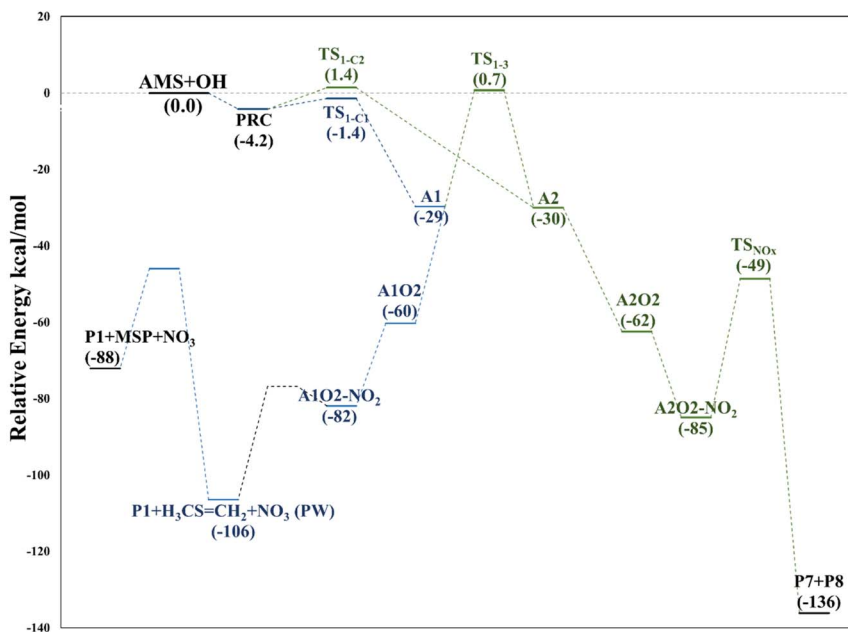 20
0
-20
-40
-60
-80
-100
-120
-140
Relative Energy kcal/mol
AMS+OH
(0.0)
PRC
(-4.2)
TS1-C2
(1.4)
TS1-C1
(-1.4)
TS1-3
(0.7)
A1
(-29)
A2
(-30)
A1O2
(-60)
A2O2
(-62)
TSNOx
(-49)
P1+MSP+NO3
(-88)
A1O2-NO2
(-82)
A2O2-NO2
(-85)
P1+H3CS=CH2+NO3 (PW)
(-106)
P7+P8
(-136)